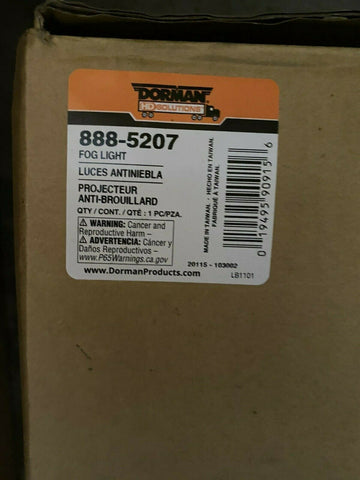 DORMAN
HD SOLUTIONS
888-5207
FOG LIGHT
LUCES ANTINIEBLA
PROJECTEUR
ANTI-BROUILLARD
QTY / CONT. / QTÉ : 1 PC/PZA.
⚠ WARNING: Cancer and
Reproductive Harm –
⚠ ADVERTENCIA: Cáncer y
Daños Reproductivos –
www.P65Warnings.ca.gov
www.DormanProducts.com
MADE IN TAIWAN. • HECHO EN TAIWAN.
FABRIQUÉ À TAIWAN.
0 19495 90915 6
20115 - 103002
LB1101